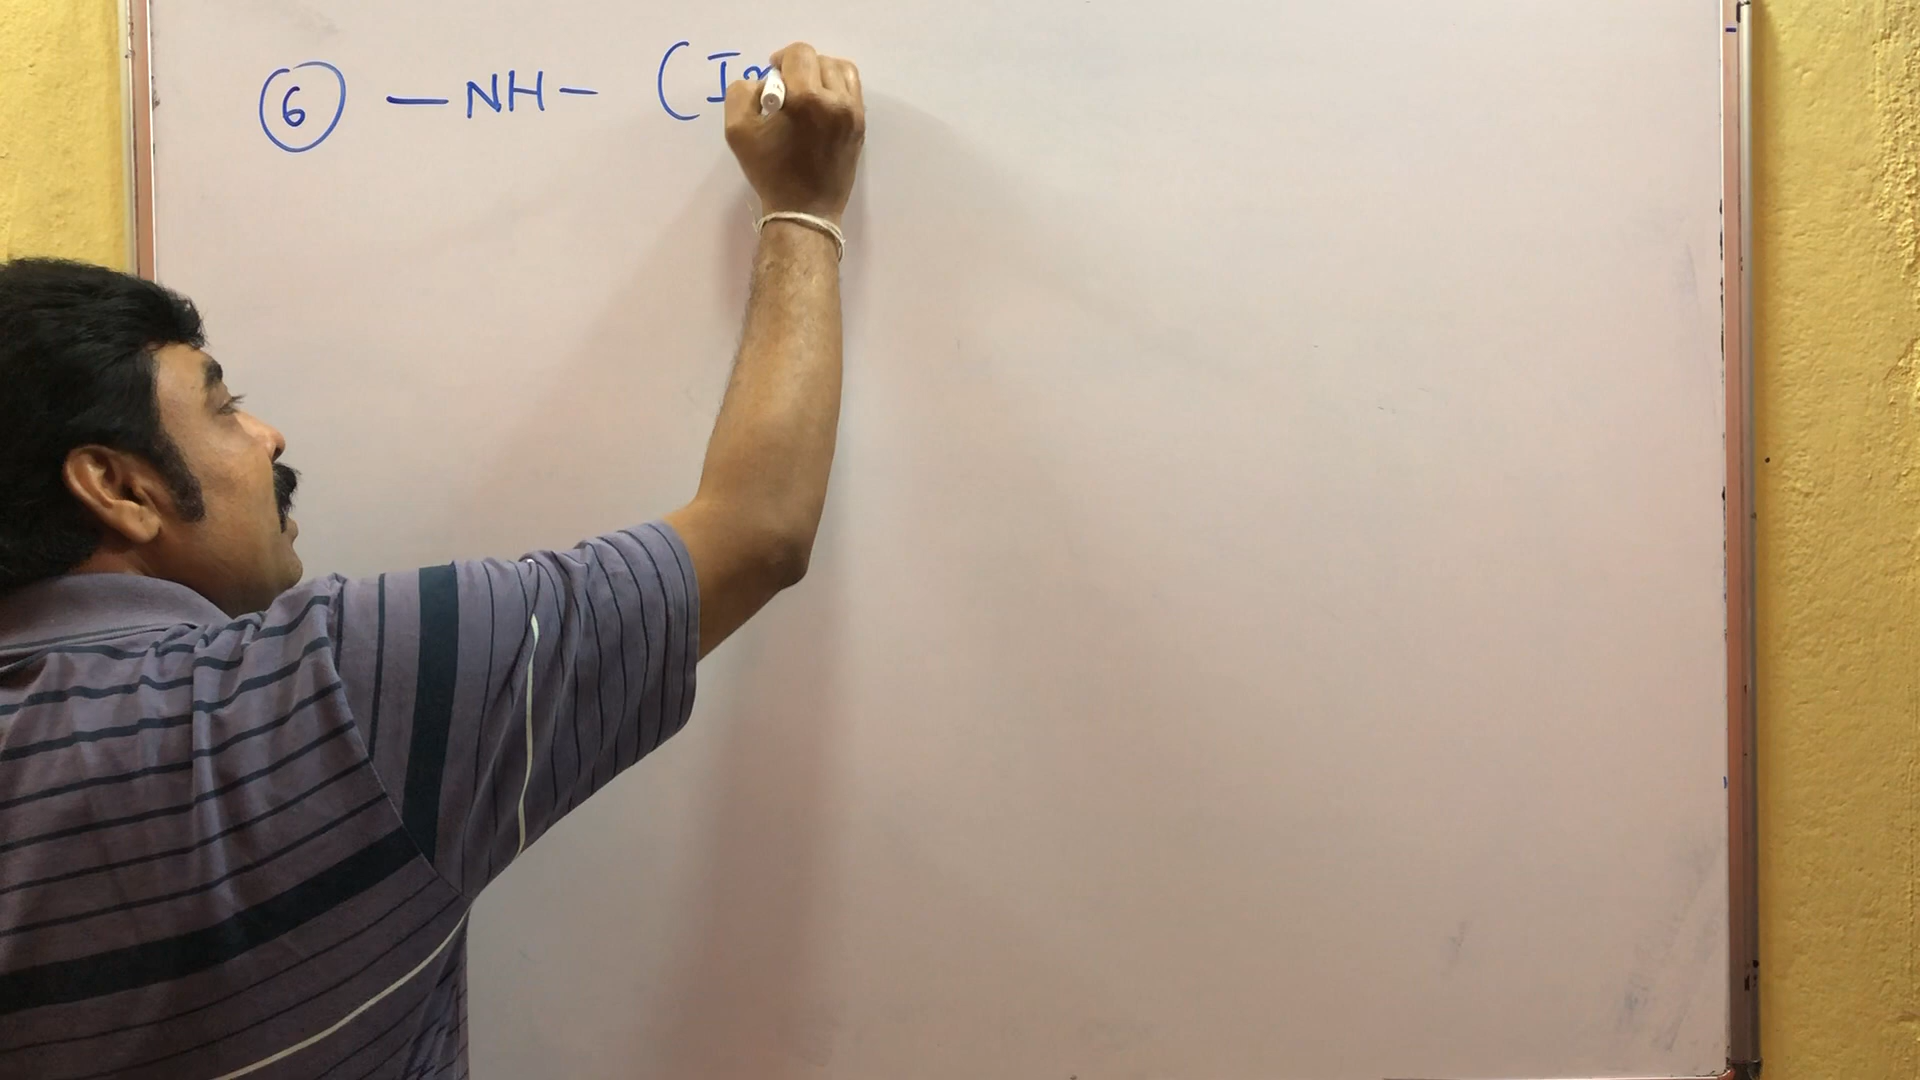 6 — NH — (I